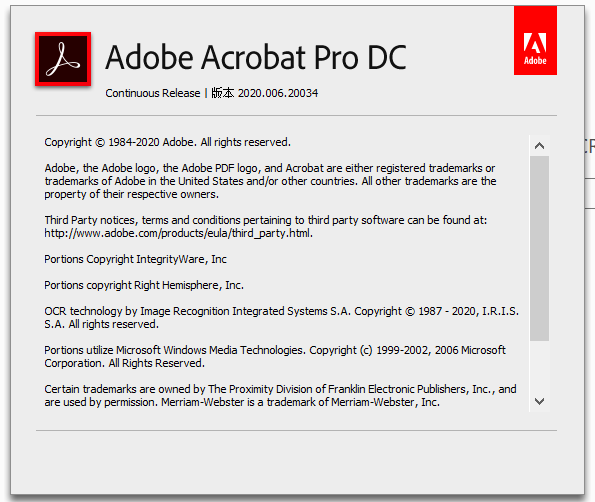 Adobe Acrobat Pro DC
Adobe
Continuous Release | 版本 2020.006.20034
Copyright © 1984-2020 Adobe. All rights reserved.
Adobe, the Adobe logo, the Adobe PDF logo, and Acrobat are either registered trademarks or
trademarks of Adobe in the United States and/or other countries. All other trademarks are the
property of their respective owners.
Third Party notices, terms and conditions pertaining to third party software can be found at:
http://www.adobe.com/products/eula/third_party.html.
Portions Copyright IntegrityWare, Inc
Portions copyright Right Hemisphere, Inc.
OCR technology by Image Recognition Integrated Systems S.A. Copyright © 1987 - 2020, I.R.I.S.
S.A. All rights reserved.
Portions utilize Microsoft Windows Media Technologies. Copyright (c) 1999-2002, 2006 Microsoft
Corporation. All Rights Reserved.
Certain trademarks are owned by The Proximity Division of Franklin Electronic Publishers, Inc., and
are used by permission. Merriam-Webster is a trademark of Merriam-Webster, Inc.